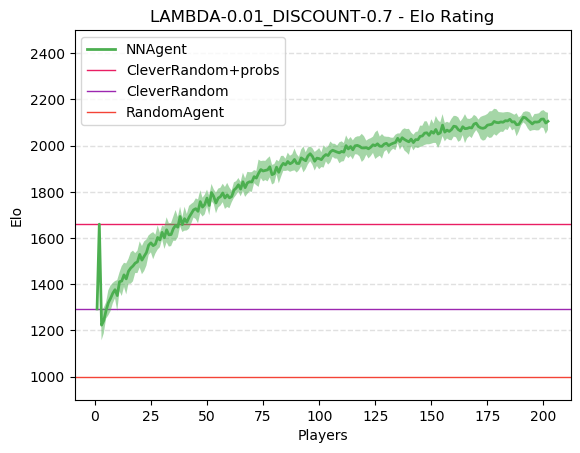 LAMBDA-0.01_DISCOUNT-0.7 - Elo Rating
NNAgent
CleverRandom+probs
CleverRandom
RandomAgent
2400
2200
2000
1800
1600
1400
1200
1000
Elo
0
25
50
75
100
125
150
175
200
Players